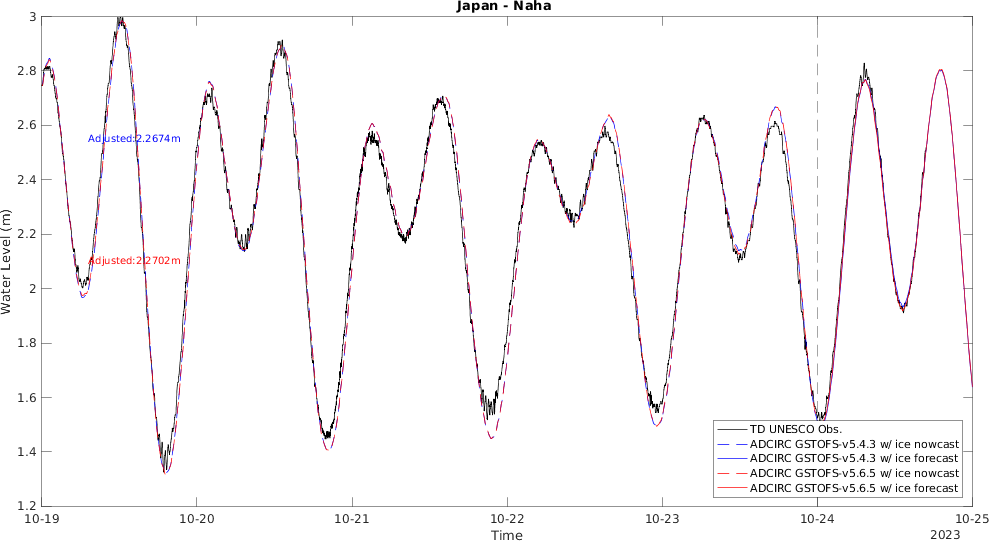 Japan - Naha
3
2.8
2.6
2.4
2.2
2
1.8
1.6
1.4
1.2
Water Level (m)
Adjusted:2.2674m
Adjusted:2.2702m
TD UNESCO Obs.
ADCIRC GSTOFS-v5.4.3 w/ ice nowcast
ADCIRC GSTOFS-v5.4.3 w/ ice forecast
ADCIRC GSTOFS-v5.6.5 w/ ice nowcast
ADCIRC GSTOFS-v5.6.5 w/ ice forecast
10-19 10-20 10-21 10-22 10-23 10-24 10-25
Time
2023